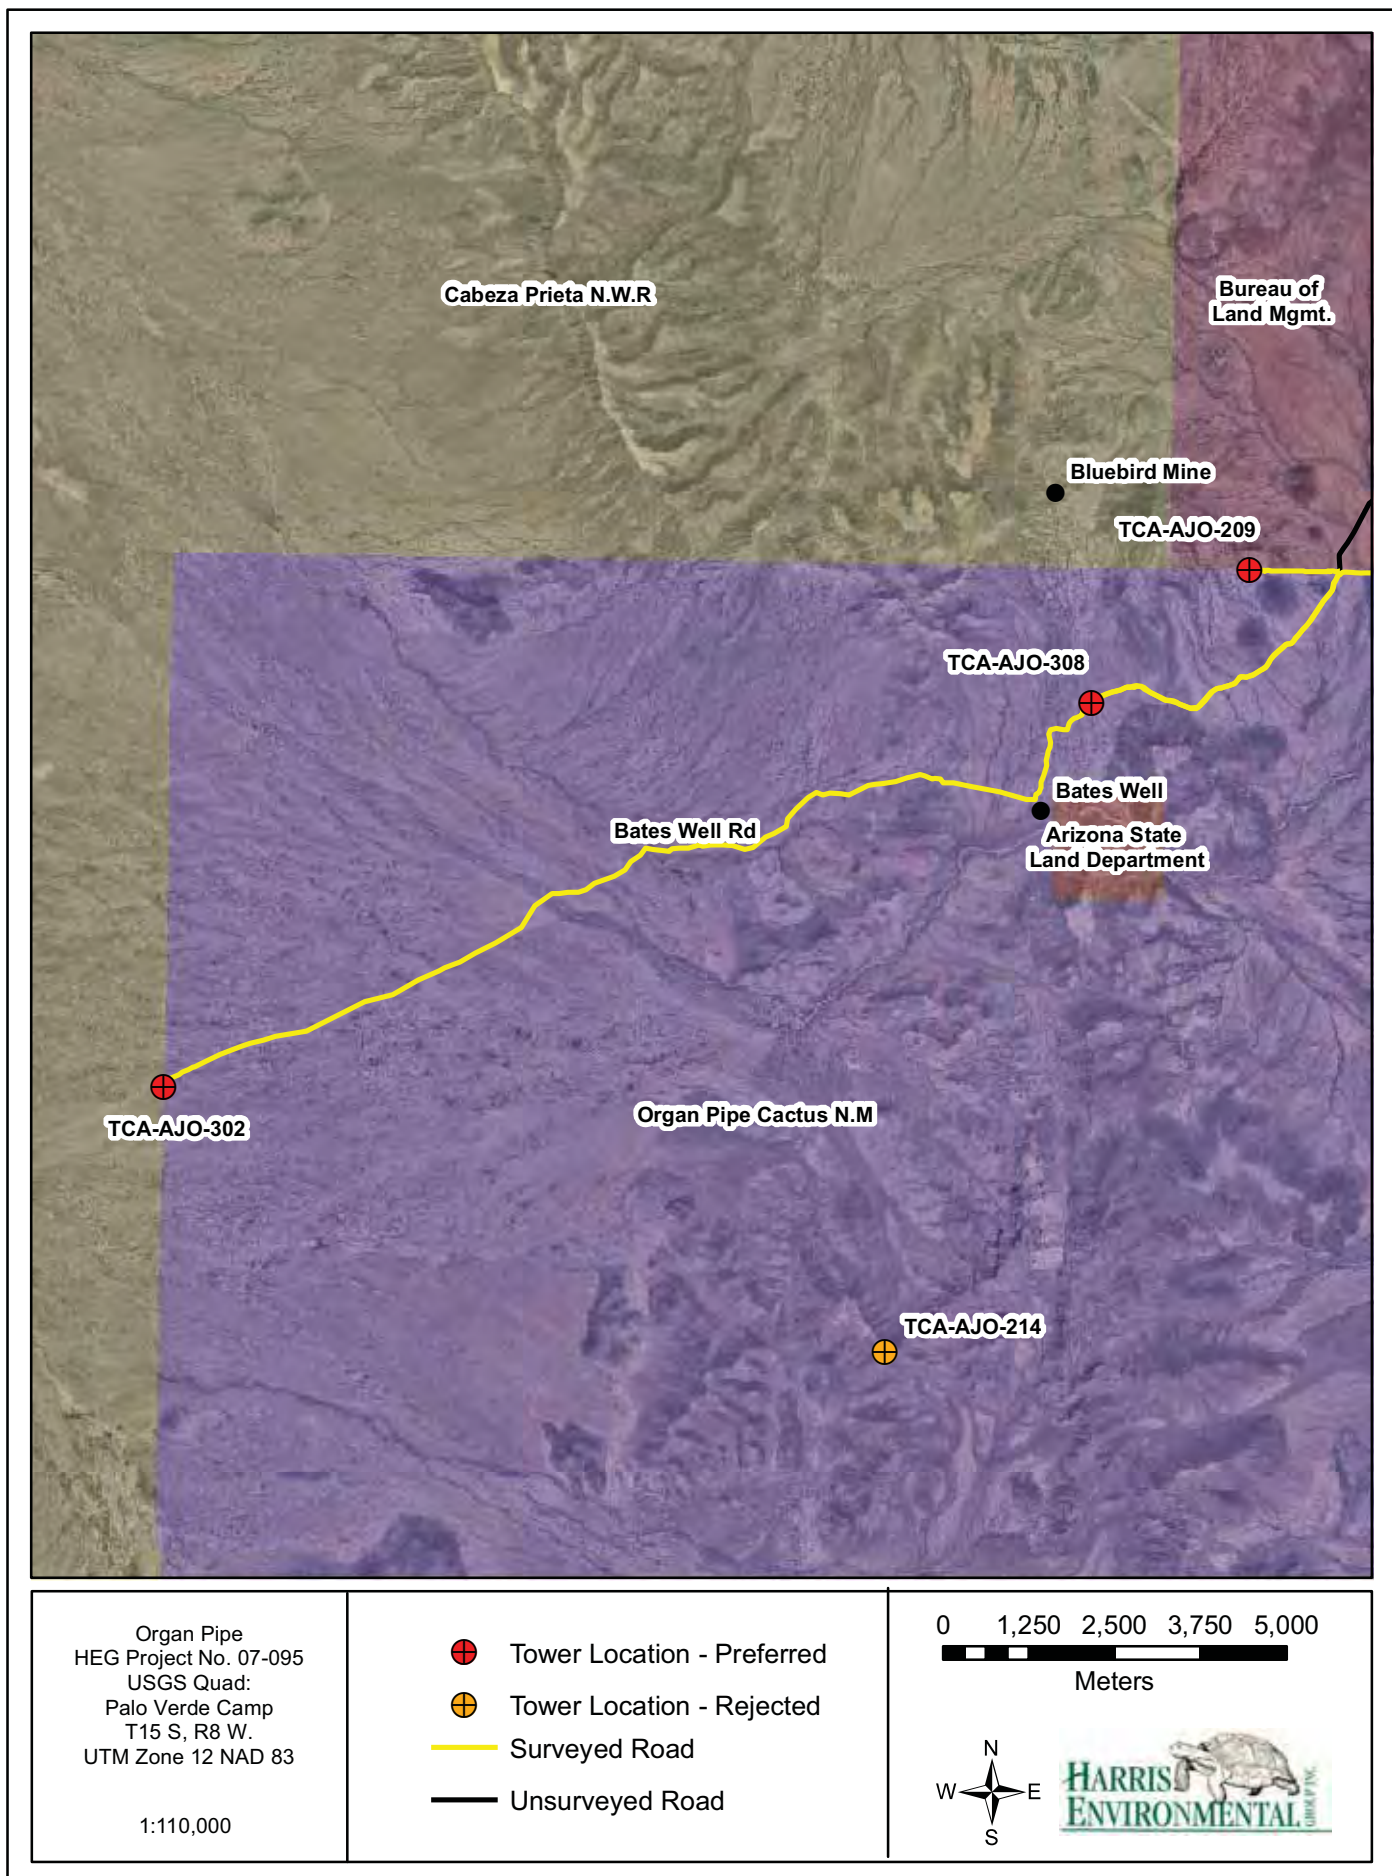 Cabeza Prieta N.W.R
Bureau of
Land Mgmt.
Bluebird Mine
TCA-AJO-209
TCA-AJO-308
Bates Well
Bates Well Rd
Arizona State
Land Department
TCA-AJO-302
Organ Pipe Cactus N.M
TCA-AJO-214
Organ Pipe
HEG Project No. 07-095
USGS Quad:
Palo Verde Camp
T15 S, R8 W.
UTM Zone 12 NAD 83
1:110,000
Tower Location - Preferred
Tower Location - Rejected
Surveyed Road
Unsurveyed Road
0 1,250 2,500 3,750 5,000
Meters
N
W E
S
HARRIS
ENVIRONMENTAL
GROUP INC.